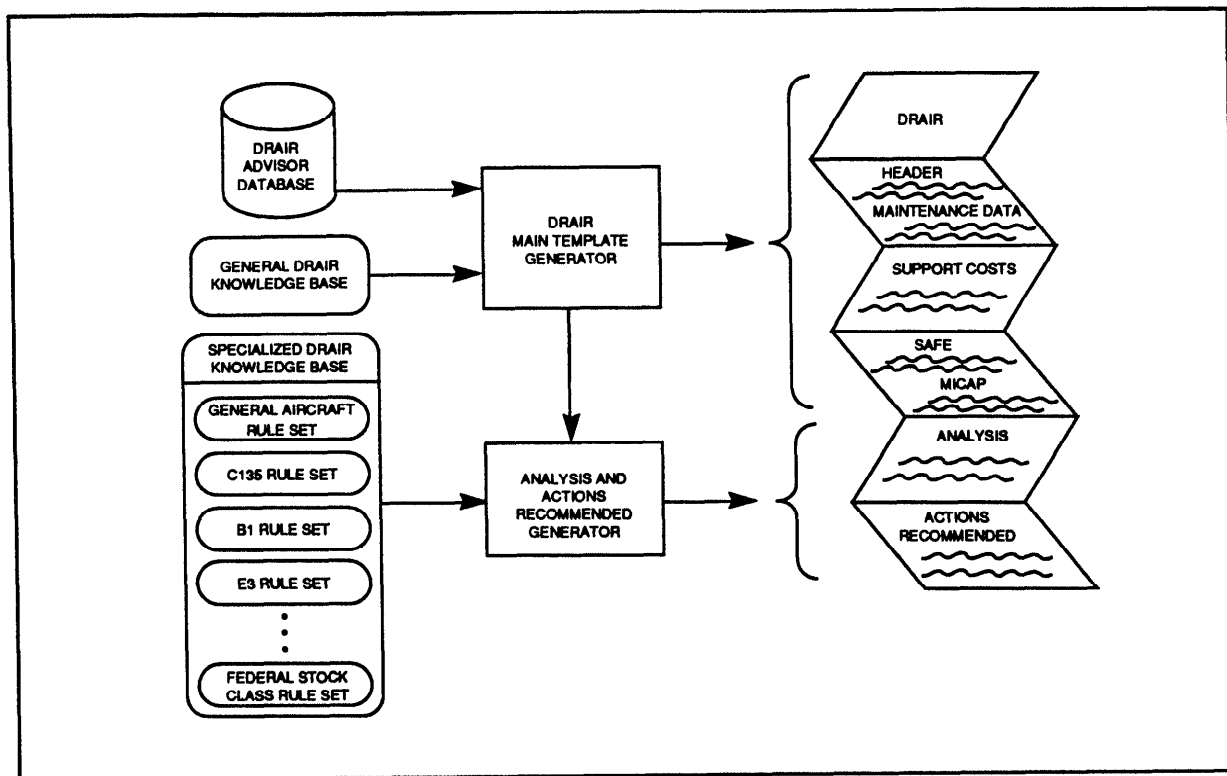 DRAIR
ADVISOR
DATABASE
GENERAL DRAIR
KNOWLEDGE BASE
SPECIALIZED DRAIR
KNOWLEDGE BASE
GENERAL AIRCRAFT
RULE SET
C135 RULE SET
B1 RULE SET
E3 RULE SET
FEDERAL STOCK
CLASS RULE SET
DRAIR
MAIN TEMPLATE
GENERATOR
ANALYSIS AND
ACTIONS
RECOMMENDED
GENERATOR
DRAIR
HEADER
MAINTENANCE DATA
SUPPORT COSTS
SAFE
MICAP
ANALYSIS
ACTIONS
RECOMMENDED